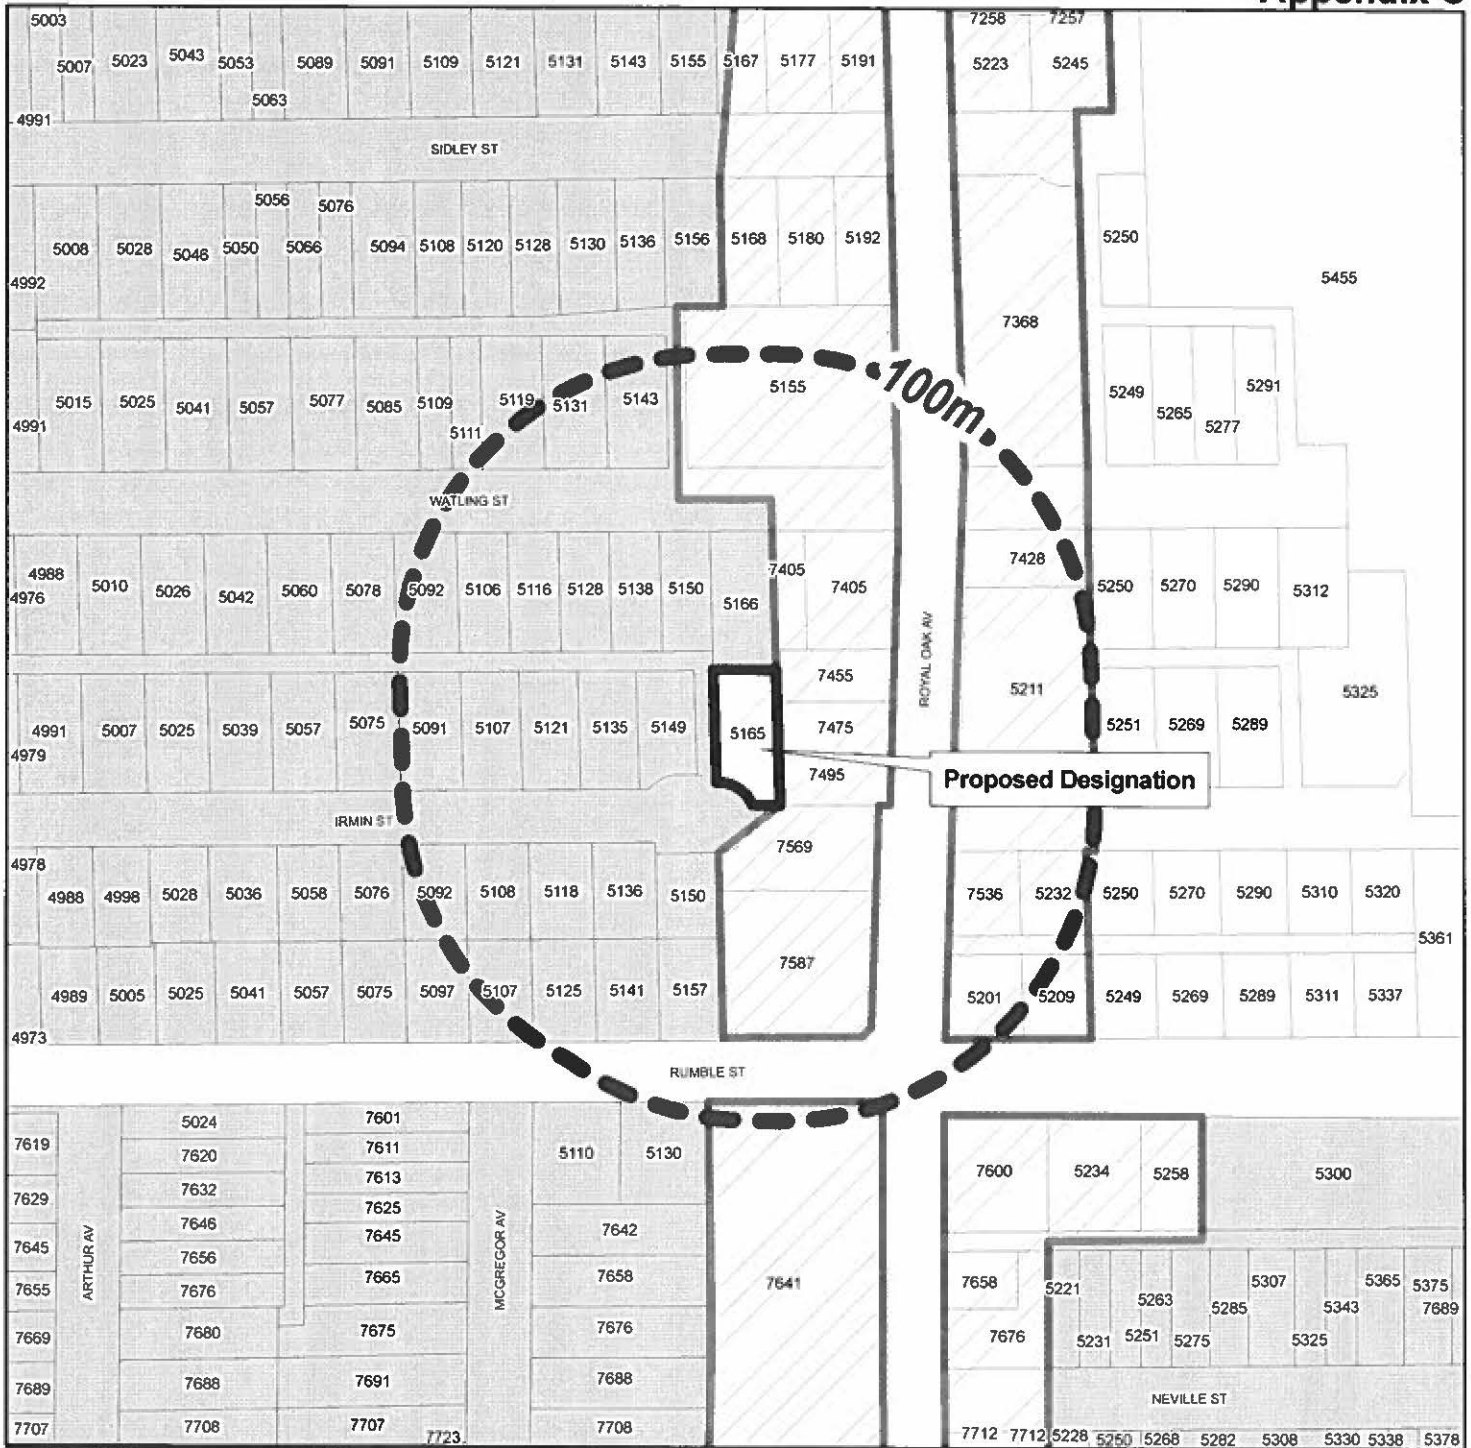 5003
7258 7257
5007 5023 5043 5053 5089 5091 5109 5121 5131 5143 5155 5167 5177 5191 5223 5245
5063
4991
SIDLEY ST
5056 5076
5008 5028 5046 5050 5066 5094 5108 5120 5128 5130 5136 5156 5168 5180 5192 5250
4992
5455
7368
100m
5015 5025 5041 5057 5077 5085 5109 5119 5131 5143 5155 5249 5265 5277 5291
4991
5111
WATLING ST
4988 5010 5026 5042 5060 5078 5092 5106 5116 5128 5138 5150 5166 7405 7405 7428 5250 5270 5290 5312
4976
ROYAL OAK AV
7455 5211 5325
4991 5007 5025 5039 5057 5075 5091 5107 5121 5135 5149 5165 7475 5251 5269 5289
4979
7495
Proposed Designation
IRMIN ST
7569
4978
4988 4998 5028 5036 5058 5076 5092 5108 5118 5136 5150 7536 5232 5250 5270 5290 5310 5320
5361
7587
4989 5005 5025 5041 5057 5075 5097 5107 5125 5141 5157 5201 5209 5249 5269 5289 5311 5337
4973
RUMBLE ST
7619 5024 7601
7620 7611 5110 5130 7600 5234 5258 5300
7629 7632 7613
7646 7625 7642
7645 7656 7645
7655 7676 7665 7658 7641 7658 5221 5263 5285 5307 5343 5365 5375
7689
ARTHUR AV
MCGREGOR AV
7669 7680 7675 7676 7676 5231 5251 5275 5325
7689 7688 7691 7688
NEVILLE ST
7707 7708 7707 7723 7708 7712 7712 5228 5250 5268 5282 5308 5330 5338 5378